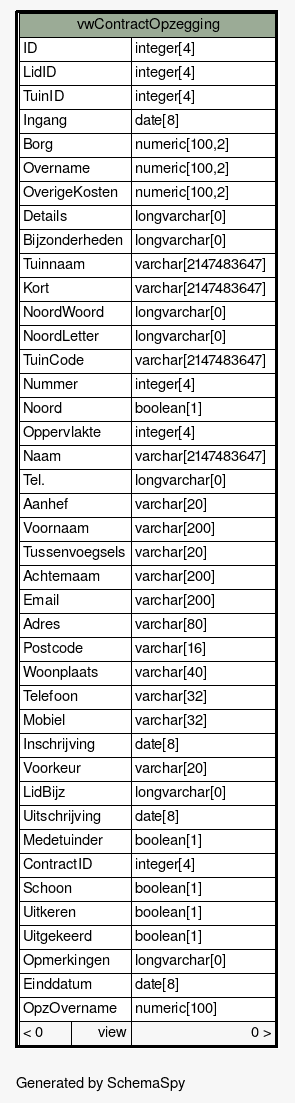 vwContractOpzegging
ID integer[4]
LidID integer[4]
TuinID integer[4]
Ingang date[8]
Borg numeric[100,2]
Overname numeric[100,2]
OverigeKosten numeric[100,2]
Details longvarchar[0]
Bijzonderheden longvarchar[0]
Tuinnaam varchar[2147483647]
Kort varchar[2147483647]
NoordWoord longvarchar[0]
NoordLetter longvarchar[0]
TuinCode varchar[2147483647]
Nummer integer[4]
Noord boolean[1]
Oppervlakte integer[4]
Naam varchar[2147483647]
Tel. longvarchar[0]
Aanhef varchar[20]
Voornaam varchar[200]
Tussenvoegsels varchar[20]
Achternaam varchar[200]
Email varchar[200]
Adres varchar[80]
Postcode varchar[16]
Woonplaats varchar[40]
Telefoon varchar[32]
Mobiel varchar[32]
Inschrijving date[8]
Voorkeur varchar[20]
LidBijz longvarchar[0]
Uitschrijving date[8]
Medetuinder boolean[1]
ContractID integer[4]
Schoon boolean[1]
Uitkeren boolean[1]
Uitgekeerd boolean[1]
Opmerkingen longvarchar[0]
Einddatum date[8]
OpzOvername numeric[100]
< 0 view 0 >
Generated by SchemaSpy